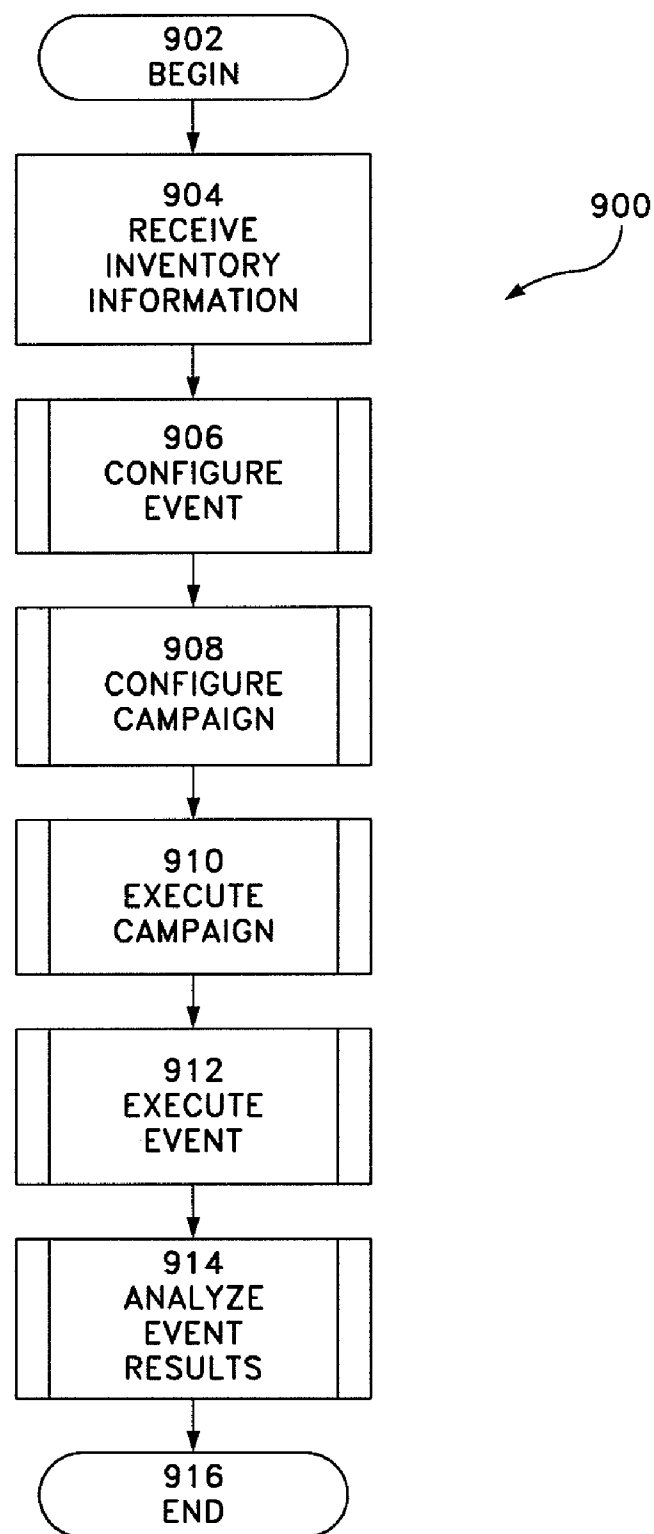 902
BEGIN
904
RECEIVE
INVENTORY
INFORMATION
900
906
CONFIGURE
EVENT
908
CONFIGURE
CAMPAIGN
910
EXECUTE
CAMPAIGN
912
EXECUTE
EVENT
914
ANALYZE
EVENT
RESULTS
916
END